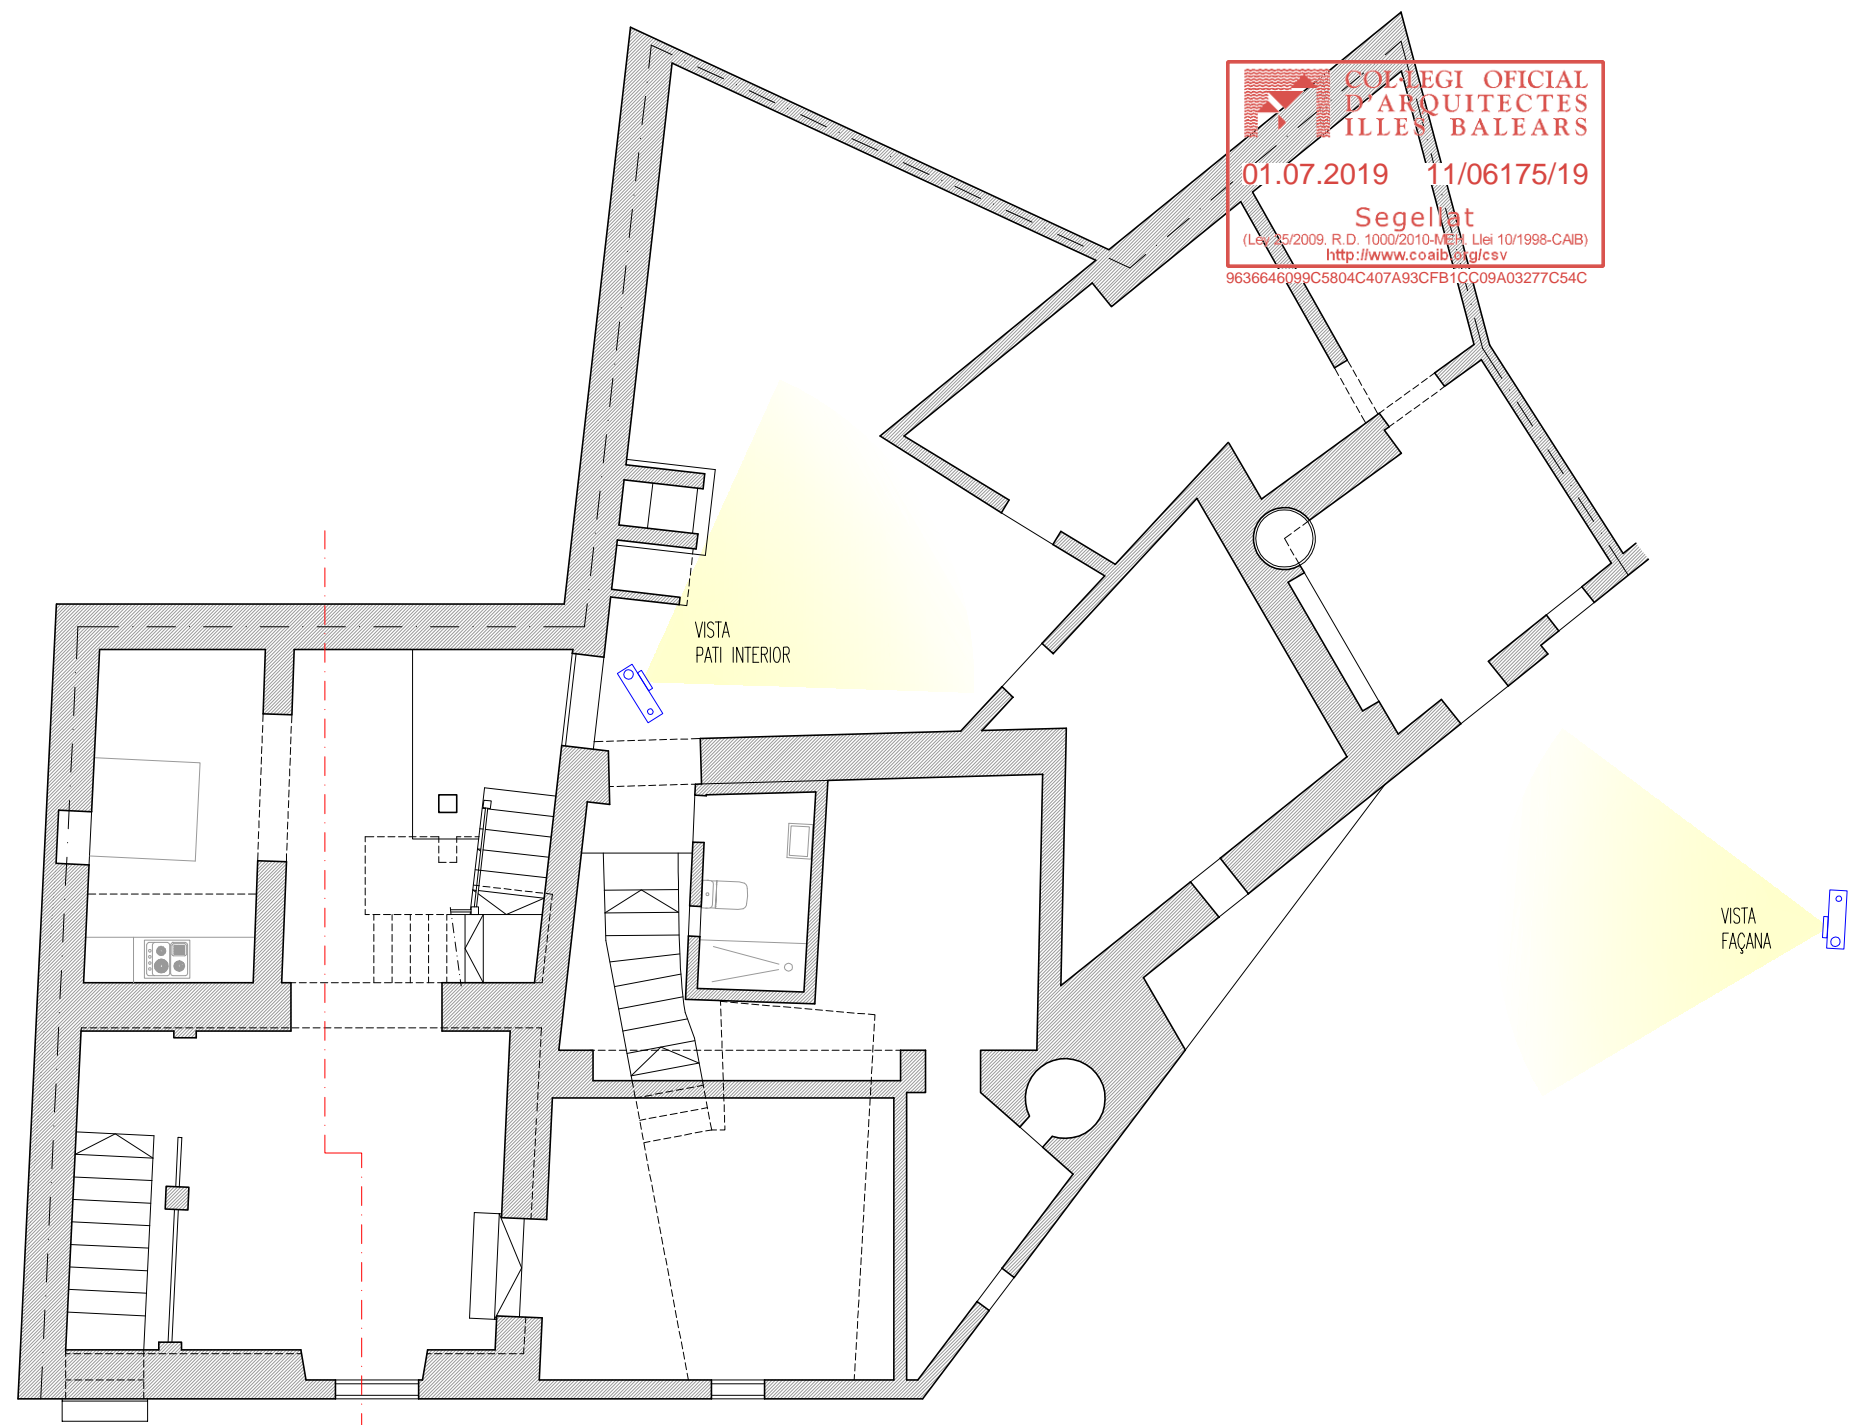 COL·LEGI OFICIAL
D'ARQUITECTES
ILLES BALEARS
01.07.2019 11/06175/19
Segellat
(Ley 25/2009. R.D. 1000/2010-MEH. Llei 10/1998-CAIB)
http://www.coaib.org/csv
9636646099C5804C407A93CFB1CC09A03277C54C
VISTA
PATI INTERIOR
VISTA
FAÇANA